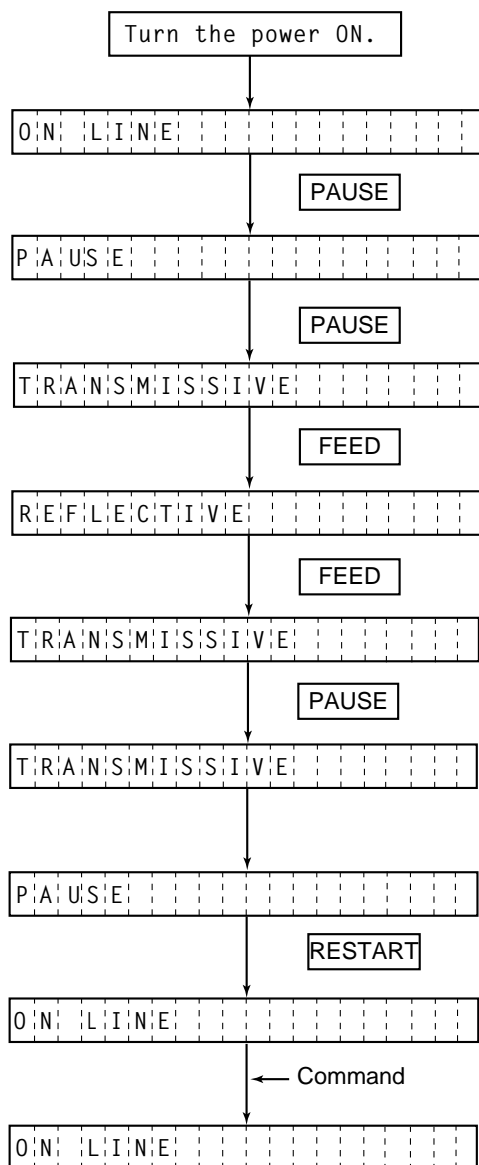 Turn the power ON.
ON LINE
PAUSE
PAUSE
PAUSE
TRANSMISSIVE
FEED
REFLECTIVE
FEED
TRANSMISSIVE
PAUSE
TRANSMISSIVE
PAUSE
RESTART
ON LINE
Command
ON LINE